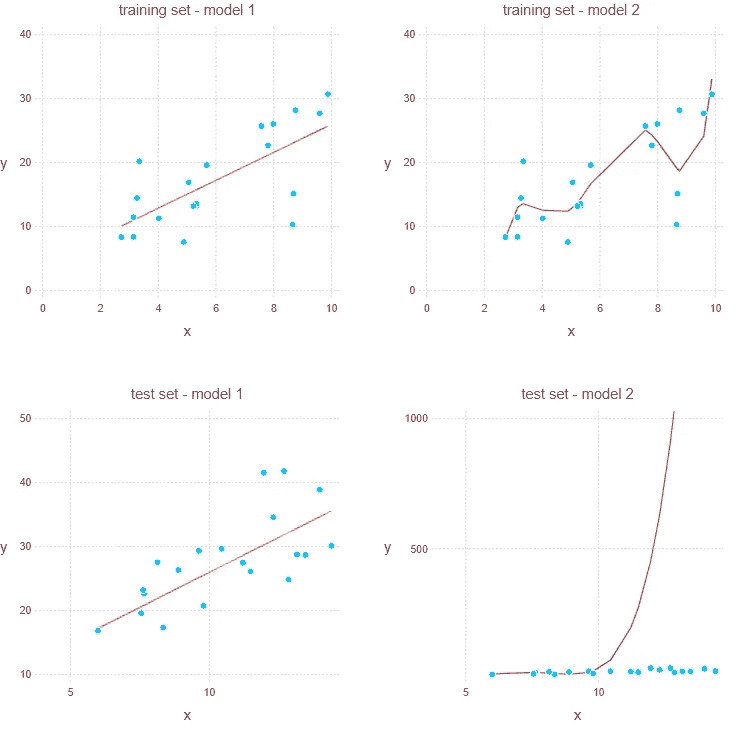 training set - model 1
40
30
20
10
0
y
0 2 4 6 8 10
x
training set - model 2
40
30
20
10
0
y
0 2 4 6 8 10
x
test set - model 1
50
40
30
20
10
y
5 10
x
test set - model 2
1000
500
y
5 10
x